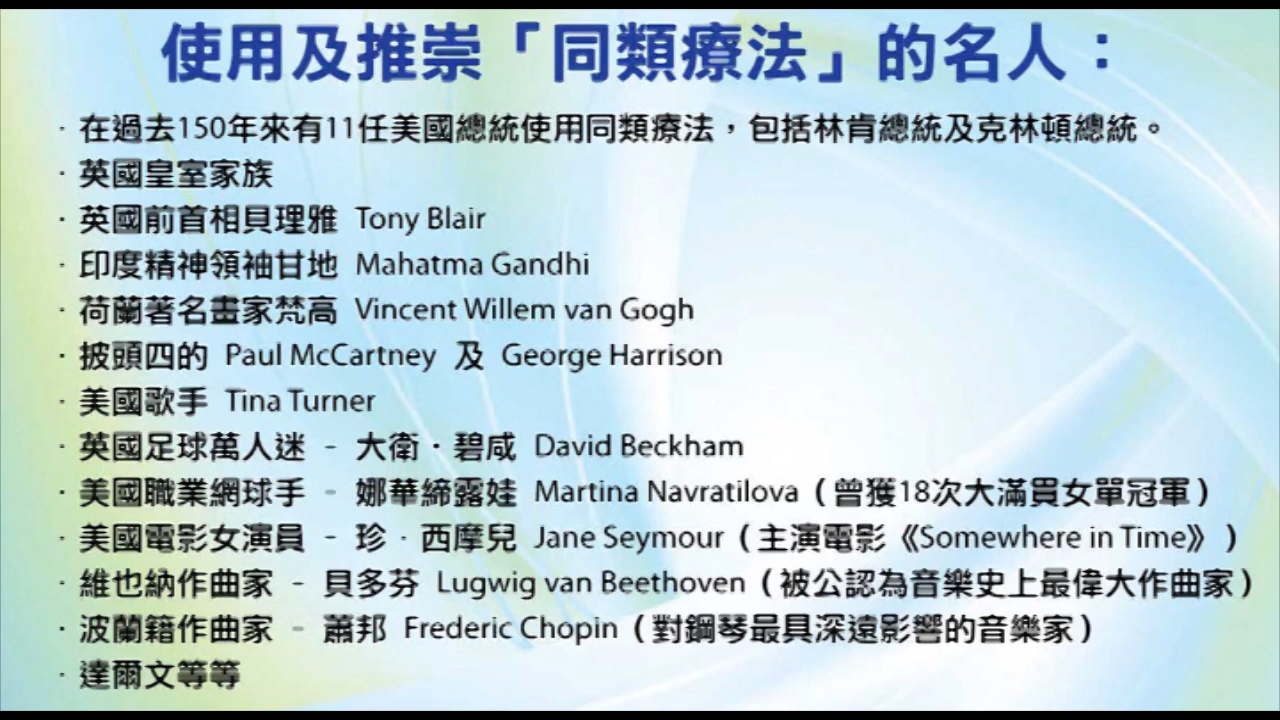 使用及推崇「同類療法」的名人：
· 在過去150年來有11任美國總統使用同類療法，包括林肯總統及克林頓總統。
· 英國皇室家族
· 英國前首相貝理雅 Tony Blair
· 印度精神領袖甘地 Mahatma Gandhi
· 荷蘭著名畫家梵高 Vincent Willem van Gogh
· 披頭四的 Paul McCartney 及 George Harrison
· 美國歌手 Tina Turner
· 英國足球萬人迷 - 大衛·碧咸 David Beckham
· 美國職業網球手 - 娜華締露娃 Martina Navratilova（曾獲18次大滿貫女單冠軍）
· 美國電影女演員 - 珍·西摩兒 Jane Seymour（主演電影《Somewhere in Time》）
· 維也納作曲家 - 貝多芬 Lugwig van Beethoven（被公認為音樂史上最偉大作曲家）
· 波蘭籍作曲家 - 蕭邦 Frederic Chopin（對鋼琴最具深遠影響的音樂家）
· 達爾文等等